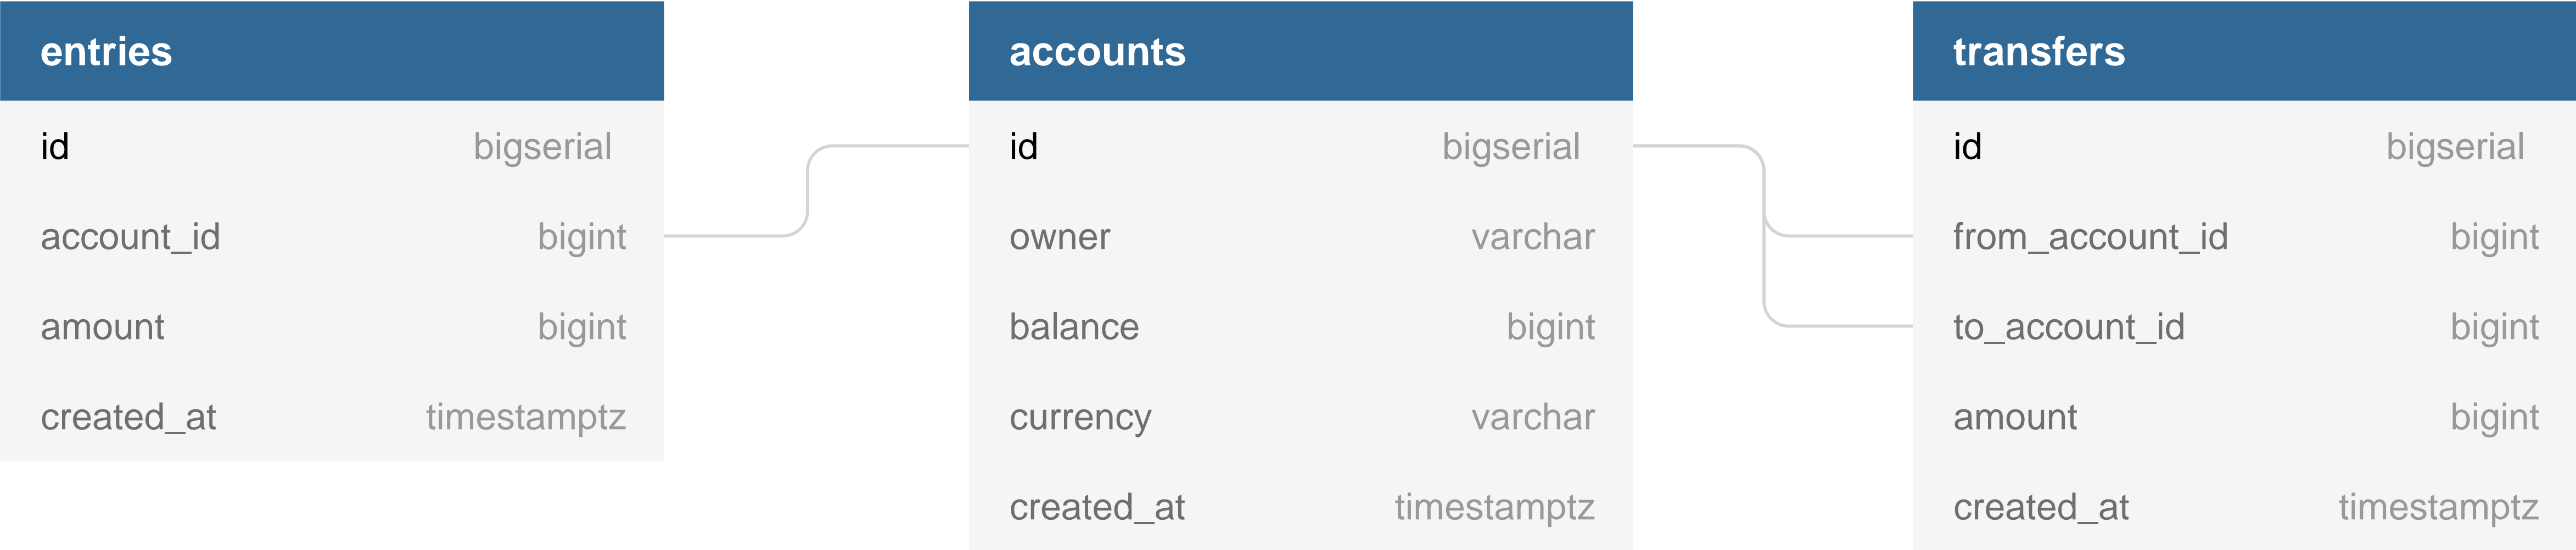 entries
id bigserial
account_id bigint
amount bigint
created_at timestamptz
accounts
id bigserial
owner varchar
balance bigint
currency varchar
created_at timestamptz
transfers
id bigserial
from_account_id bigint
to_account_id bigint
amount bigint
created_at timestamptz